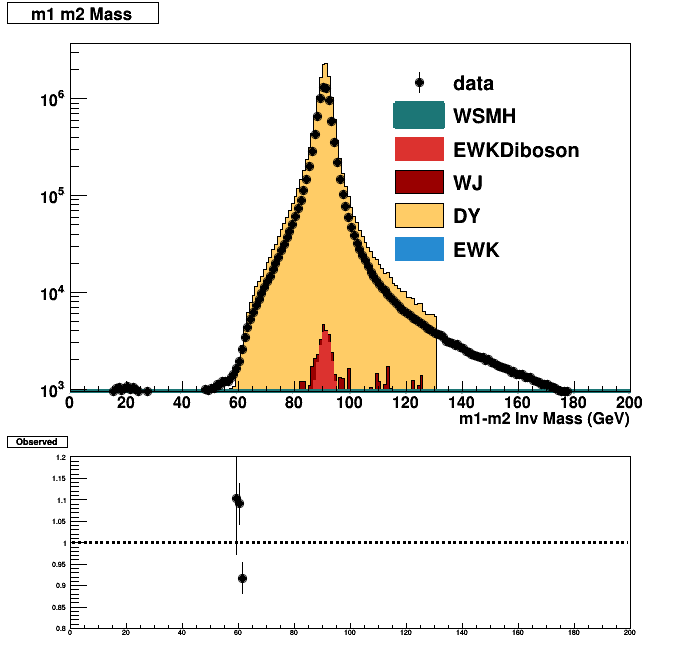 m1 m2 Mass
10^6
10^5
10^4
10^3
data
WSMH
EWKDiboson
WJ
DY
EWK
0 20 40 60 80 100 120 140 160 180 200
m1-m2 Inv Mass (GeV)
Observed
1.2
1.15
1.1
1.05
1
0.95
0.9
0.85
0.8
0 20 40 60 80 100 120 140 160 180 200